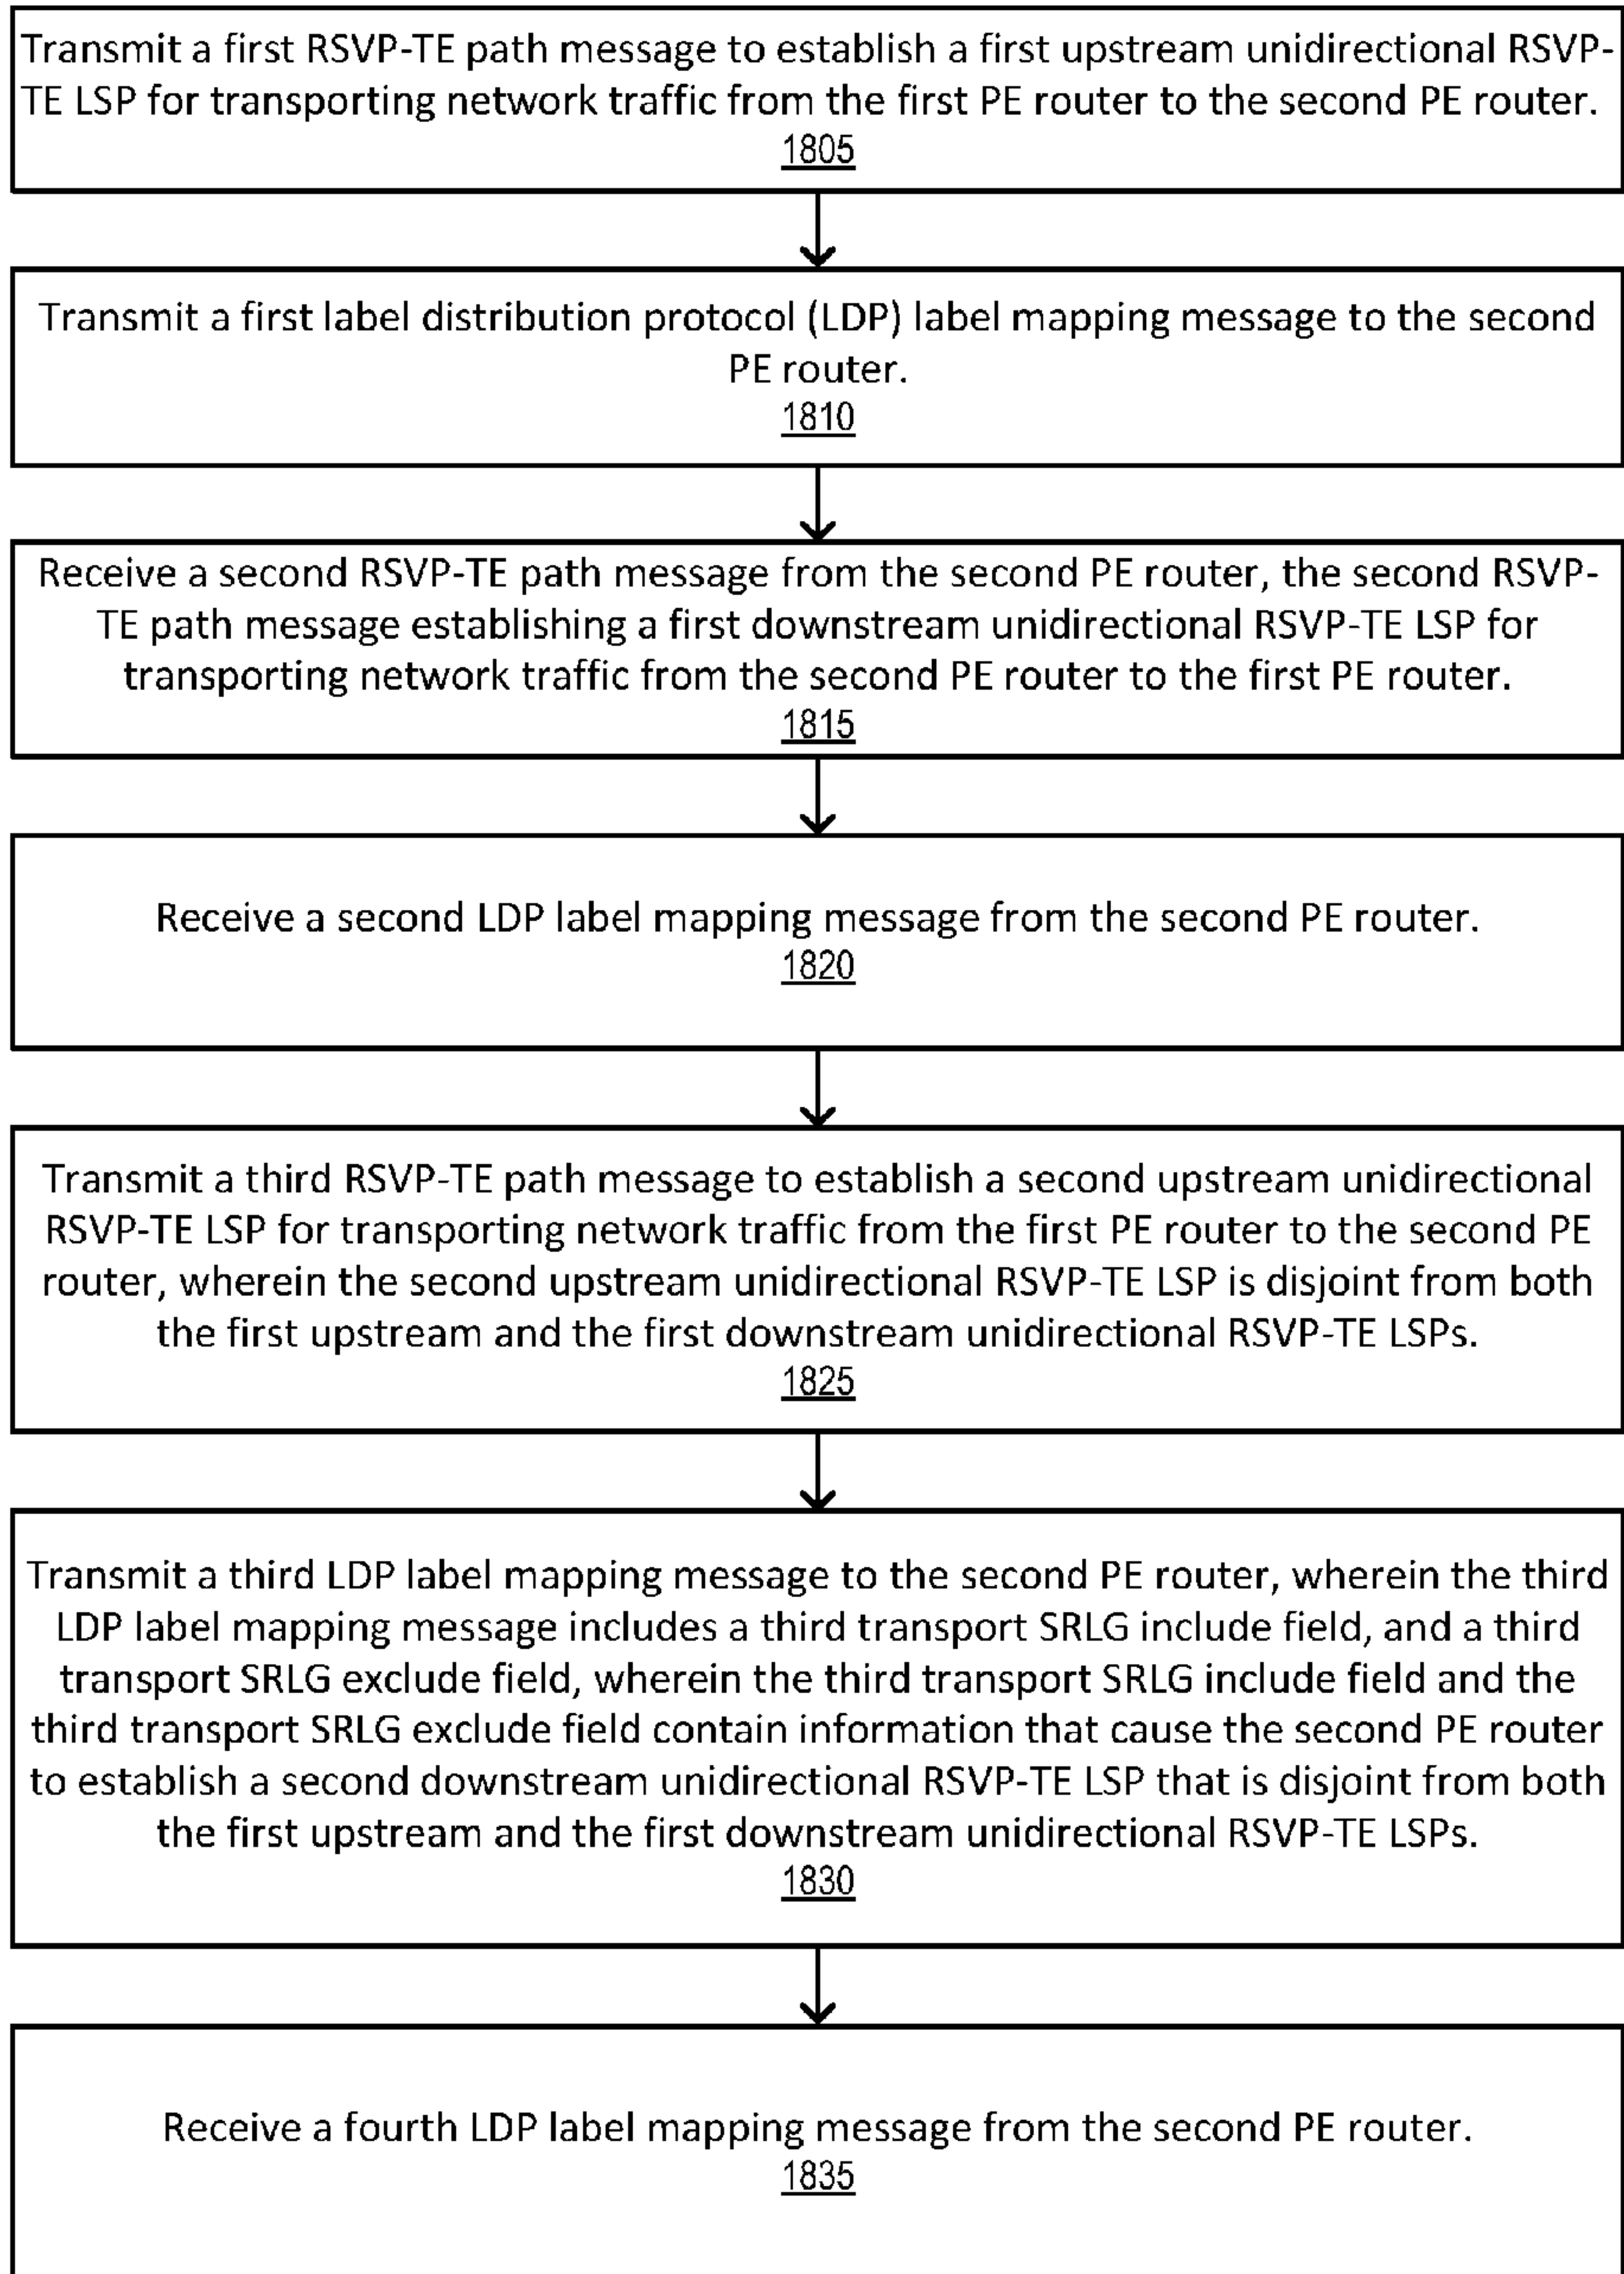 Transmit a first RSVP-TE path message to establish a first upstream unidirectional RSVP-
TE LSP for transporting network traffic from the first PE router to the second PE router.
1805
Transmit a first label distribution protocol (LDP) label mapping message to the second
PE router.
1810
Receive a second RSVP-TE path message from the second PE router, the second RSVP-
TE path message establishing a first downstream unidirectional RSVP-TE LSP for
transporting network traffic from the second PE router to the first PE router.
1815
Receive a second LDP label mapping message from the second PE router.
1820
Transmit a third RSVP-TE path message to establish a second upstream unidirectional
RSVP-TE LSP for transporting network traffic from the first PE router to the second PE
router, wherein the second upstream unidirectional RSVP-TE LSP is disjoint from both
the first upstream and the first downstream unidirectional RSVP-TE LSPs.
1825
Transmit a third LDP label mapping message to the second PE router, wherein the third
LDP label mapping message includes a third transport SRLG include field, and a third
transport SRLG exclude field, wherein the third transport SRLG include field and the
third transport SRLG exclude field contain information that cause the second PE router
to establish a second downstream unidirectional RSVP-TE LSP that is disjoint from both
the first upstream and the first downstream unidirectional RSVP-TE LSPs.
1830
Receive a fourth LDP label mapping message from the second PE router.
1835